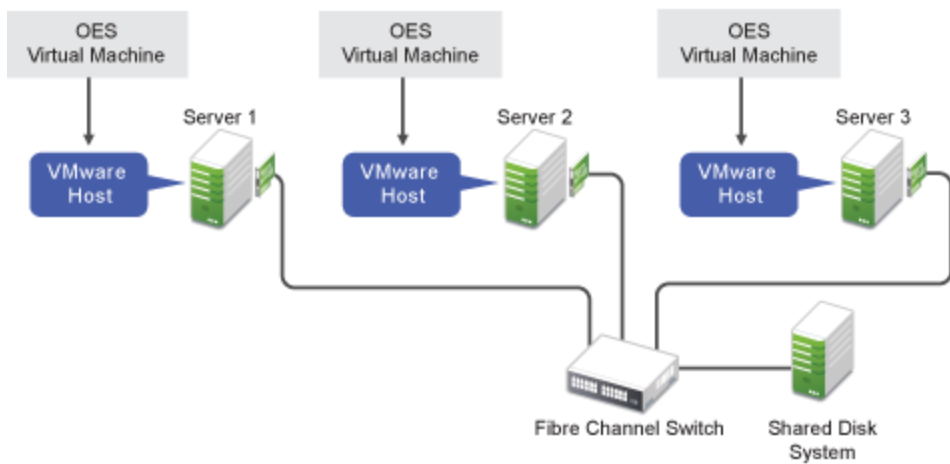 OES
Virtual Machine
OES
Virtual Machine
OES
Virtual Machine
Server 1
Server 2
Server 3
VMware
Host
VMware
Host
VMware
Host
Fibre Channel Switch
Shared Disk
System